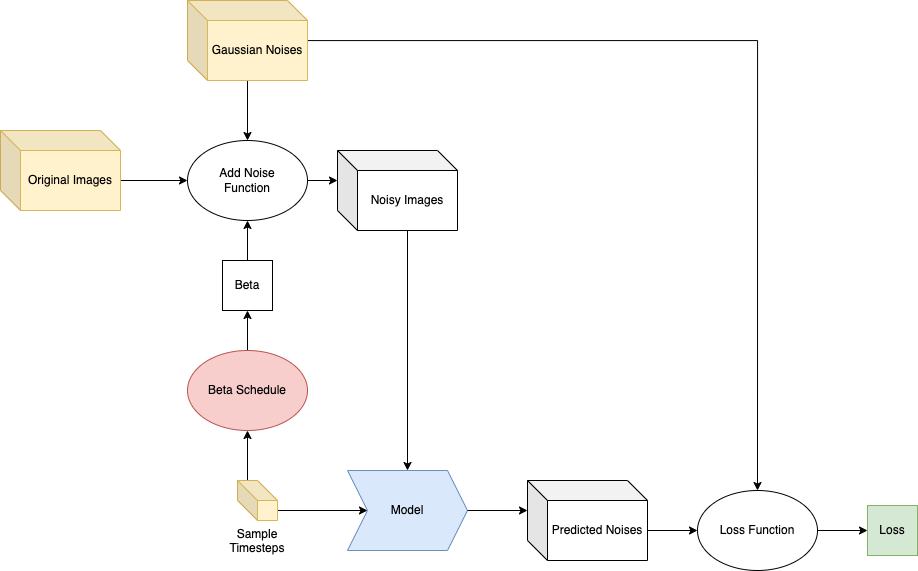 Gaussian Noises
Original Images
Add Noise
Function
Noisy Images
Beta
Beta Schedule
Sample
Timesteps
Model
Predicted Noises
Loss Function
Loss